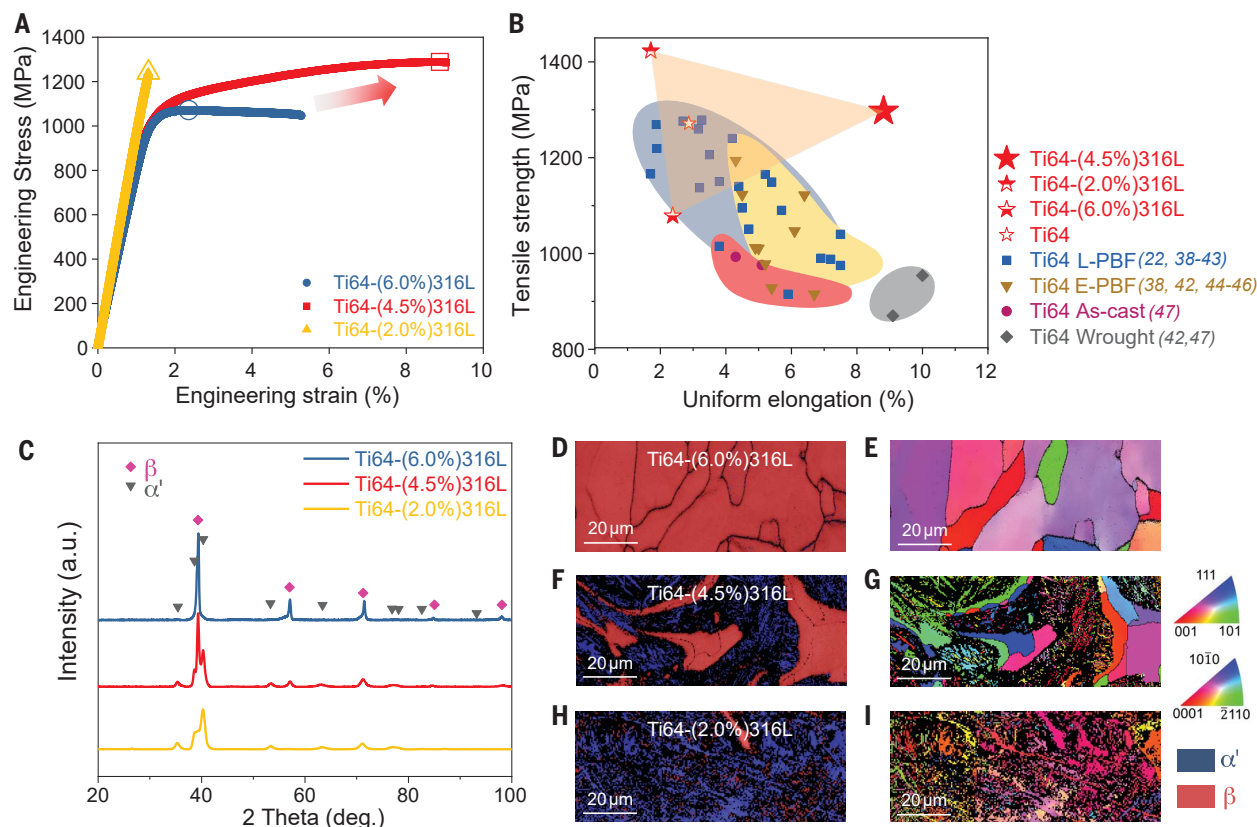 A
1400
1200
1000
800
600
400
200
0
0 2 4 6 8 10
Engineering Stress (MPa)
Engineering strain (%)
Ti64-(6.0%)316L
Ti64-(4.5%)316L
Ti64-(2.0%)316L
B
1400
1200
1000
800
0 2 4 6 8 10 12
Tensile strength (MPa)
Uniform elongation (%)
Ti64-(4.5%)316L
Ti64-(2.0%)316L
Ti64-(6.0%)316L
Ti64
Ti64 L-PBF (22, 38-43)
Ti64 E-PBF (38, 42, 44-46)
Ti64 As-cast (47)
Ti64 Wrought (42,47)
C
β
α'
Ti64-(6.0%)316L
Ti64-(4.5%)316L
Ti64-(2.0%)316L
Intensity (a.u.)
20 40 60 80 100
2 Theta (deg.)
D
Ti64-(6.0%)316L
20 μm
E
20 μm
F
Ti64-(4.5%)316L
20 μm
G
20 μm
H
Ti64-(2.0%)316L
20 μm
I
20 μm
111
001 101
101̄0
0001 2̄110
α'
β